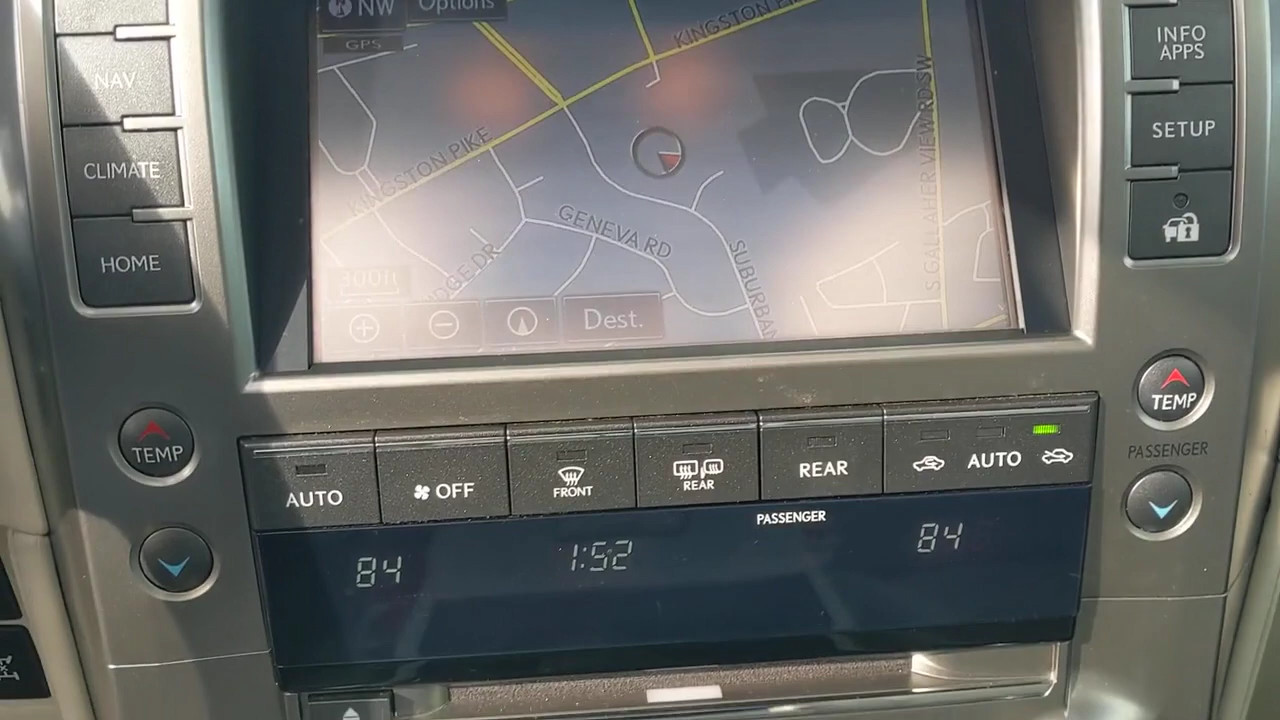 NW
Options
GPS
NAV
CLIMATE
HOME
INFO
APPS
SETUP
KINGSTON
KINGSTON PIKE
GENEVA RD
SUBURBAN
S GALLAHER VIEW RD SW
300ft
Dest.
TEMP
TEMP
PASSENGER
AUTO
OFF
FRONT
REAR
REAR
AUTO
PASSENGER
84
1:52
84